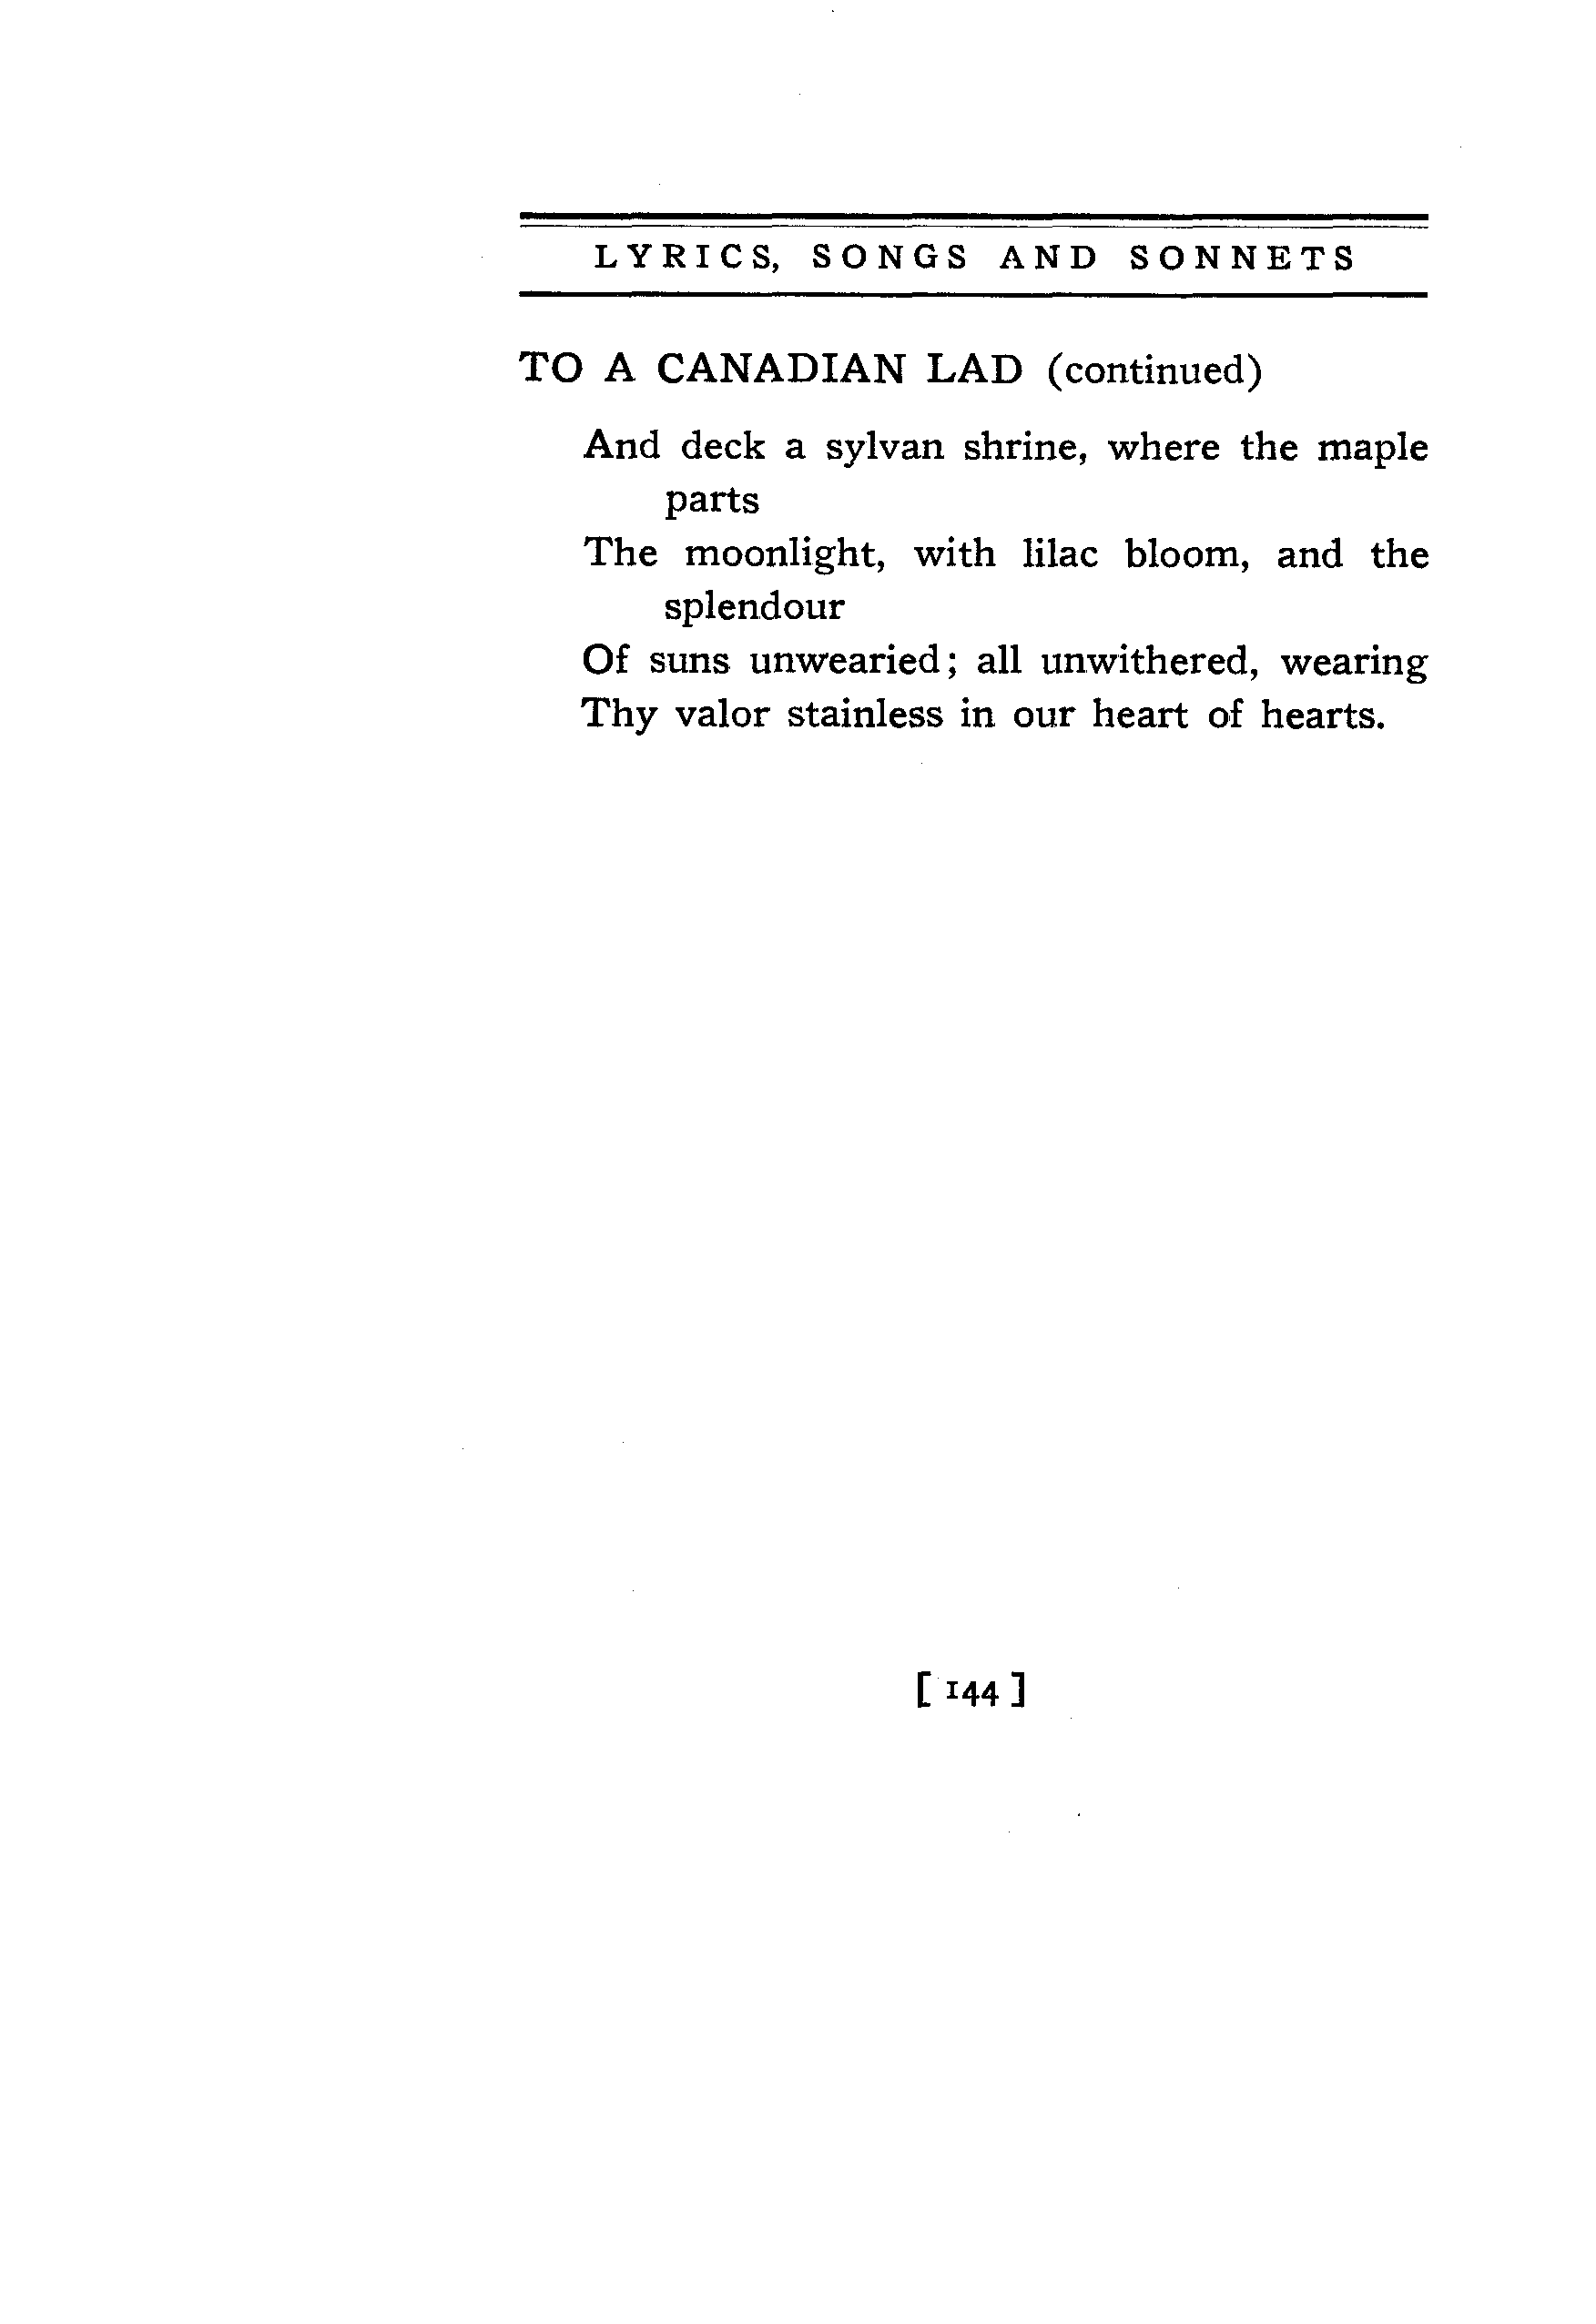 LYRICS, SONGS AND SONNETS
TO A CANADIAN LAD (continued)
And deck a sylvan shrine, where the maple
parts
The moonlight, with lilac bloom, and the
splendour
Of suns unwearied; all unwithered, wearing
Thy valor stainless in our heart of hearts.
[ 144 ]